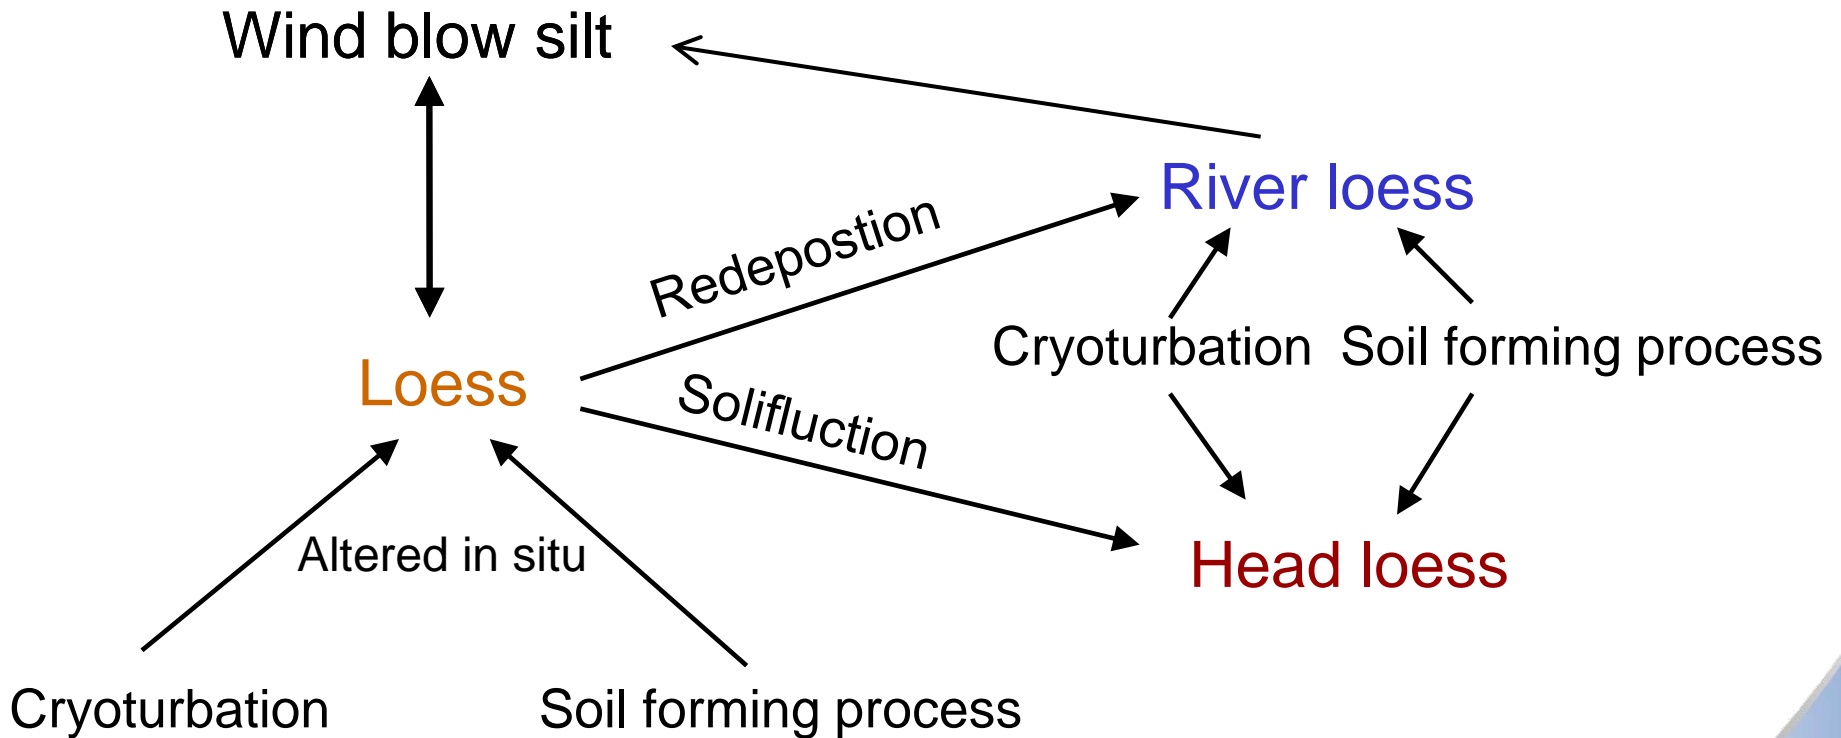 Wind blow silt
River loess
Redepostion
Cryoturbation
Soil forming process
Loess
Solifluction
Altered in situ
Head loess
Cryoturbation
Soil forming process